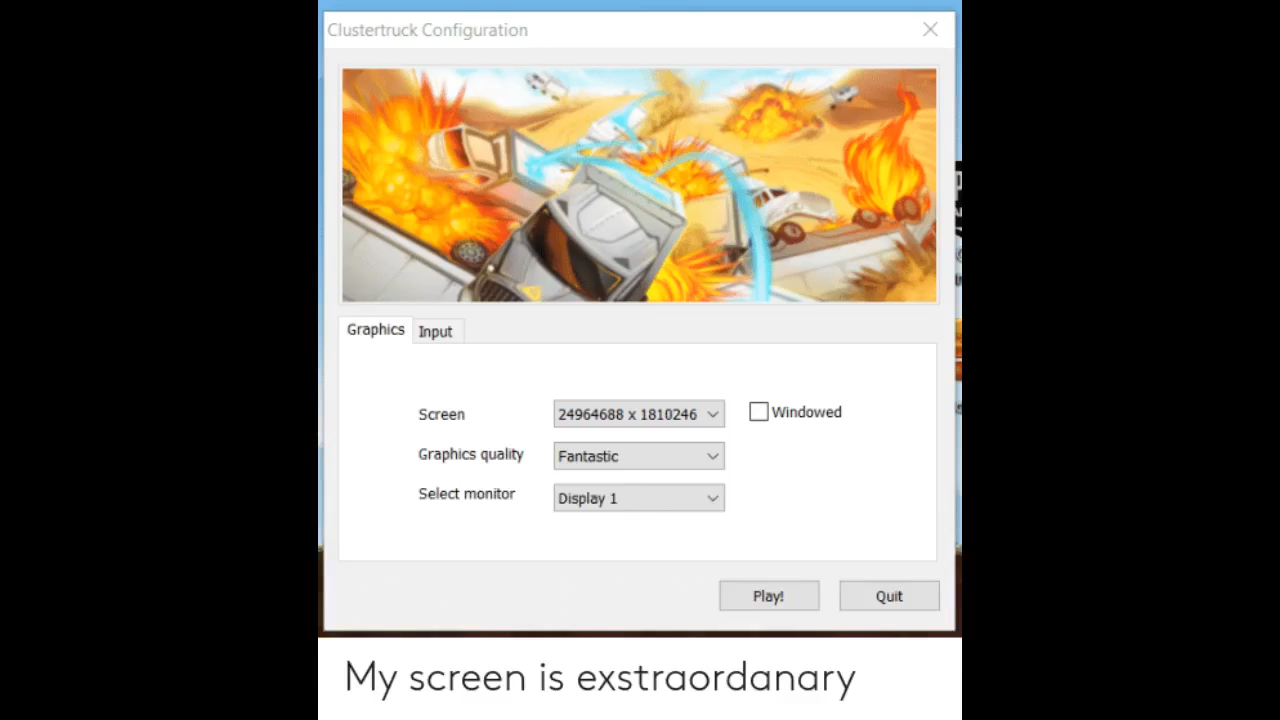 Clustertruck Configuration
Graphics Input
Screen 24964688 x 1810246 Windowed
Graphics quality Fantastic
Select monitor Display 1
Play! Quit
My screen is exstraordanary